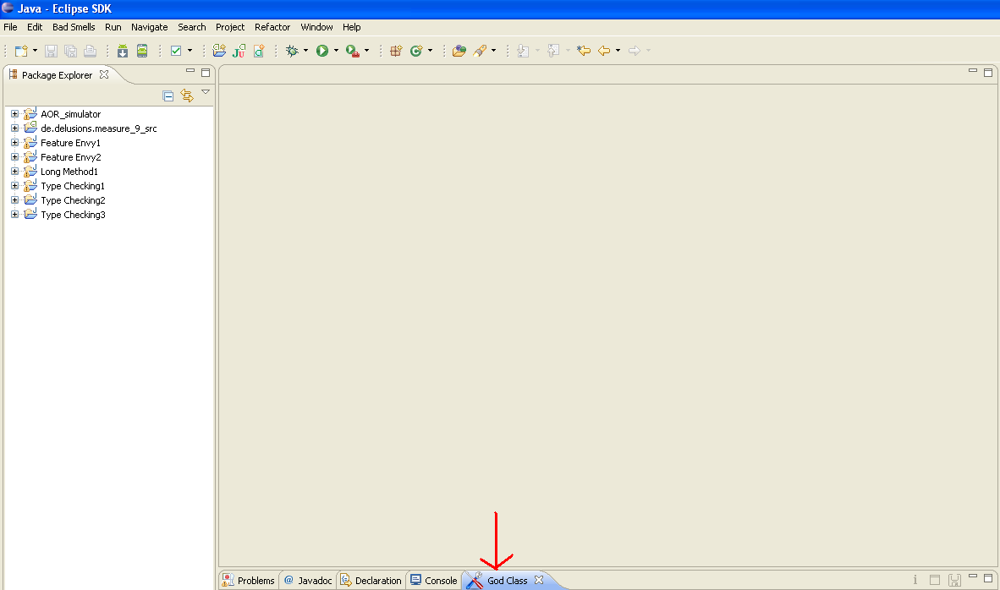 Java - Eclipse SDK
File Edit Bad Smells Run Navigate Search Project Refactor Window Help
Package Explorer
AOR_simulator
de.delusions.measure_9_src
Feature Envy1
Feature Envy2
Long Method1
Type Checking1
Type Checking2
Type Checking3
Problems @ Javadoc Declaration Console God Class